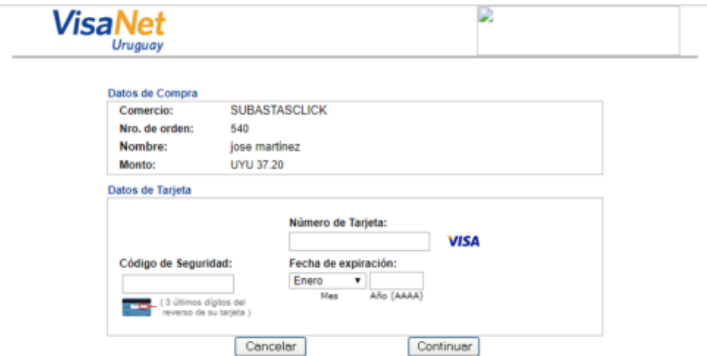 VisaNet
Uruguay
Datos de Compra
Comercio: SUBASTASCLICK
Nro. de orden: 540
Nombre: jose martinez
Monto: UYU 37.20
Datos de Tarjeta
Número de Tarjeta:
VISA
Código de Seguridad: Fecha de expiración:
Enero
Mes Año (AAAA)
( 3 últimos dígitos del
reverso de su tarjeta )
Cancelar Continuar